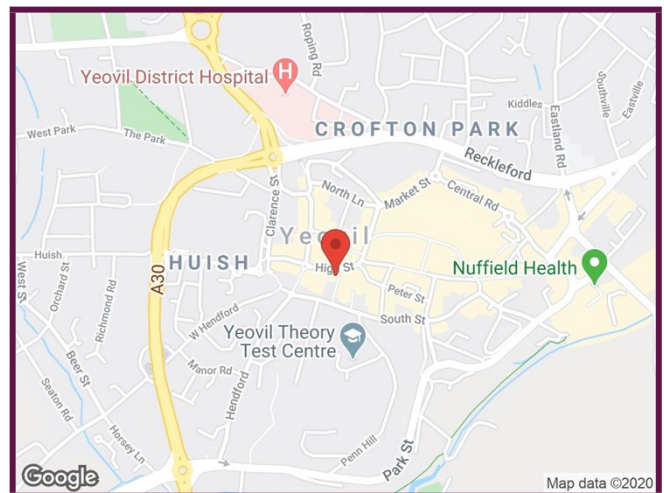 Roping Rd
Yeovil District Hospital
H
Kiddles
Southville
Eastville
Eastland Rd
CROFTON PARK
West Park
The Park
Reckleford
North Ln
Market St
Central Rd
Clarence St
Yeovil
Huish
HUISH
A30
High St
Nuffield Health
West St
Orchard St
Richmond Rd
Peter St
South St
W Hendford
Yeovil Theory
Test Centre
Beer St
Manor Rd
Seaton Rd
Hendford
Horsey Ln
Penn Hill
Park St
Google
Map data ©2020